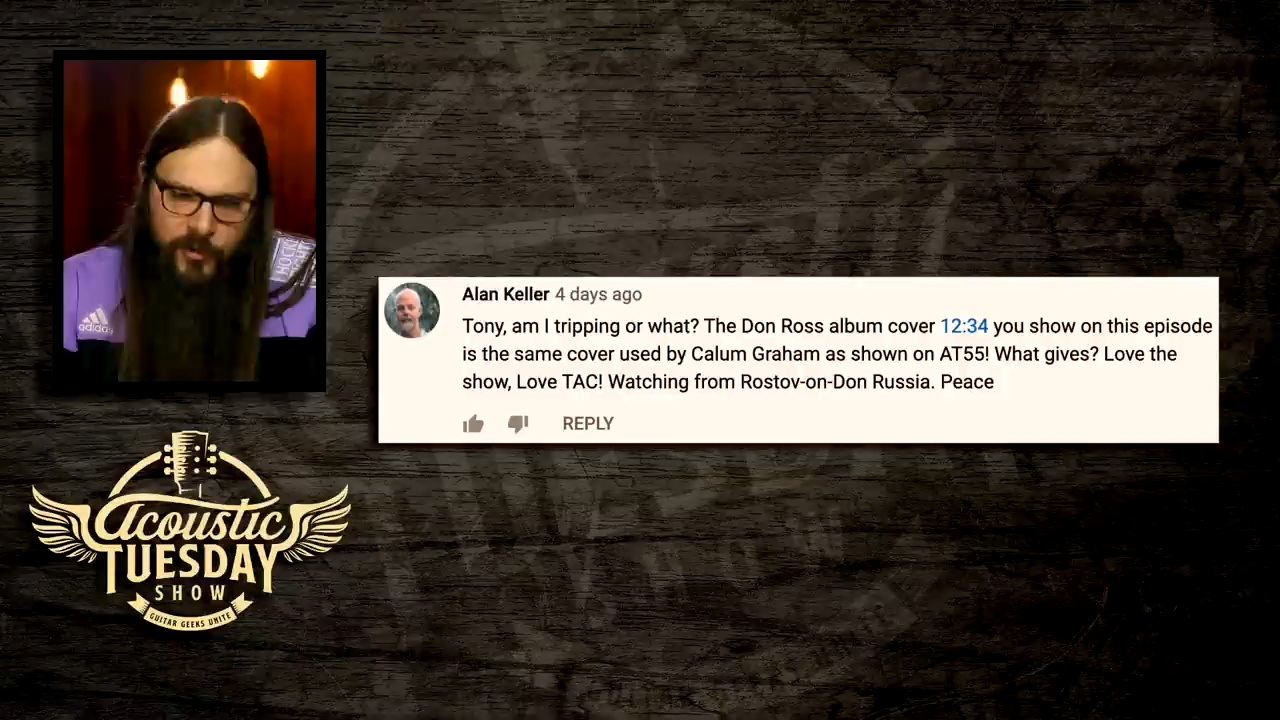 Alan Keller 4 days ago
Tony, am I tripping or what? The Don Ross album cover 12:34 you show on this episode
is the same cover used by Calum Graham as shown on AT55! What gives? Love the
show, Love TAC! Watching from Rostov-on-Don Russia. Peace
REPLY
adidas
Acoustic
TUESDAY
SHOW
GUITAR GEEKS UNITE